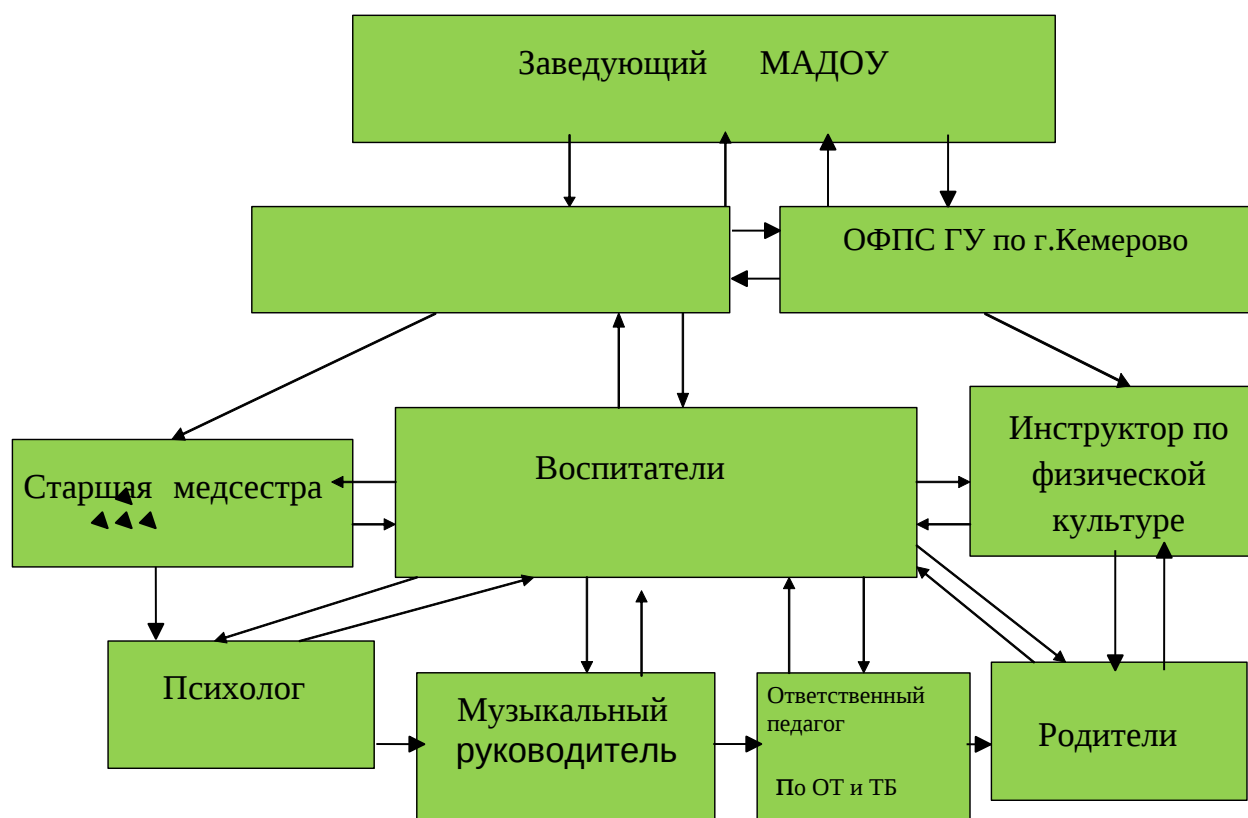 Заведующий МАДОУ
ОФПС ГУ по г.Кемерово
Инструктор по
физической
культуре
Воспитатели
Старшая медсестра
Психолог
Музыкальный
руководитель
Ответственный
педагог
По ОТ и ТБ
Родители